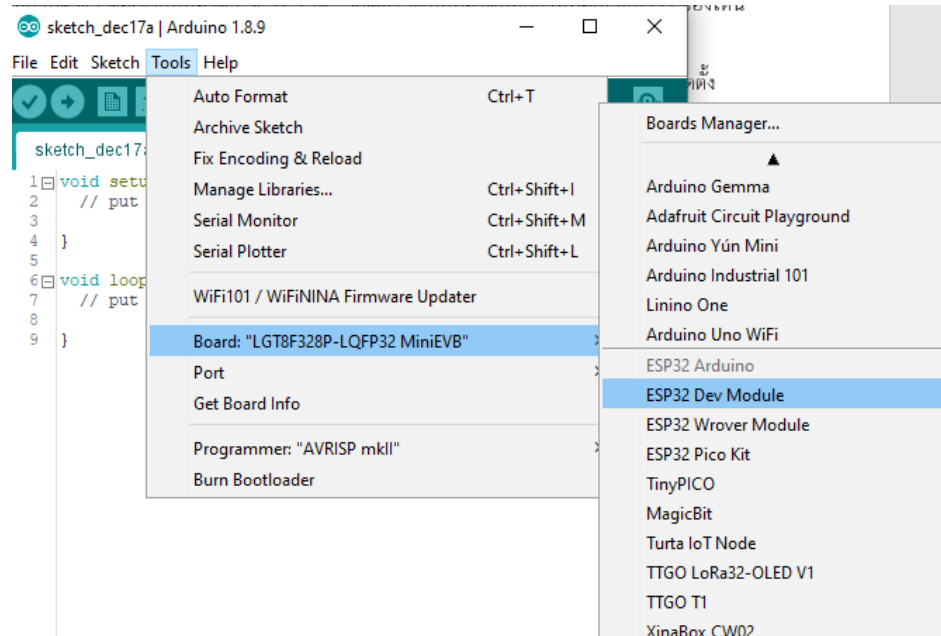 sketch_dec17a | Arduino 1.8.9
File Edit Sketch Tools Help
sketch_dec17a
1 void setu
2 // put
3
4 }
5
6 void loop
7 // put
8
9 }
Auto Format Ctrl+T
Archive Sketch
Fix Encoding & Reload
Manage Libraries... Ctrl+Shift+I
Serial Monitor Ctrl+Shift+M
Serial Plotter Ctrl+Shift+L
WiFi101 / WiFiNINA Firmware Updater
Board: "LGT8F328P-LQFP32 MiniEVB"
Port
Get Board Info
Programmer: "AVRISP mkII"
Burn Bootloader
Boards Manager...
Arduino Gemma
Adafruit Circuit Playground
Arduino Yún Mini
Arduino Industrial 101
Linino One
Arduino Uno WiFi
ESP32 Arduino
ESP32 Dev Module
ESP32 Wrover Module
ESP32 Pico Kit
TinyPICO
MagicBit
Turta IoT Node
TTGO LoRa32-OLED V1
TTGO T1
XinaBox CW02